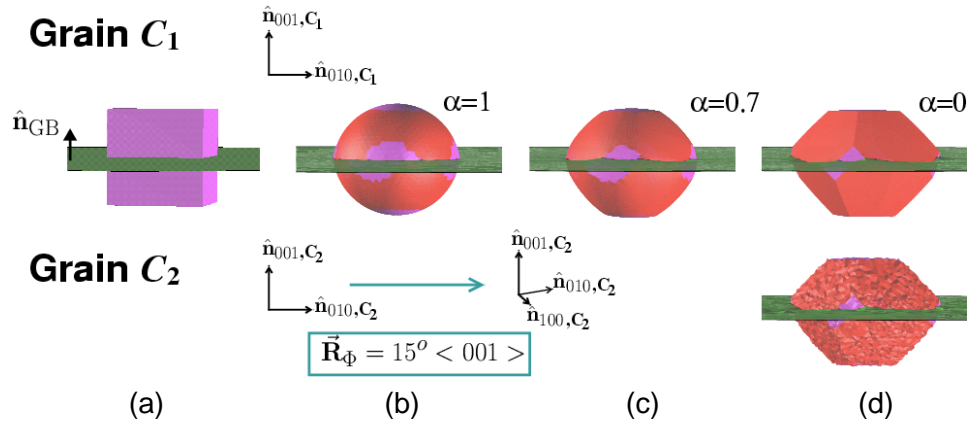 Grain C₁
n̂₀₀₁,C₁
n̂₀₁₀,C₁
n̂GB
α=1
α=0.7
α=0
Grain C₂
n̂₀₀₁,C₂
n̂₀₁₀,C₂
n̂₀₀₁,C₂
n̂₀₁₀,C₂
n̂₁₀₀,C₂
R⃗Φ = 15ᵒ < 001 >
(a) (b) (c) (d)